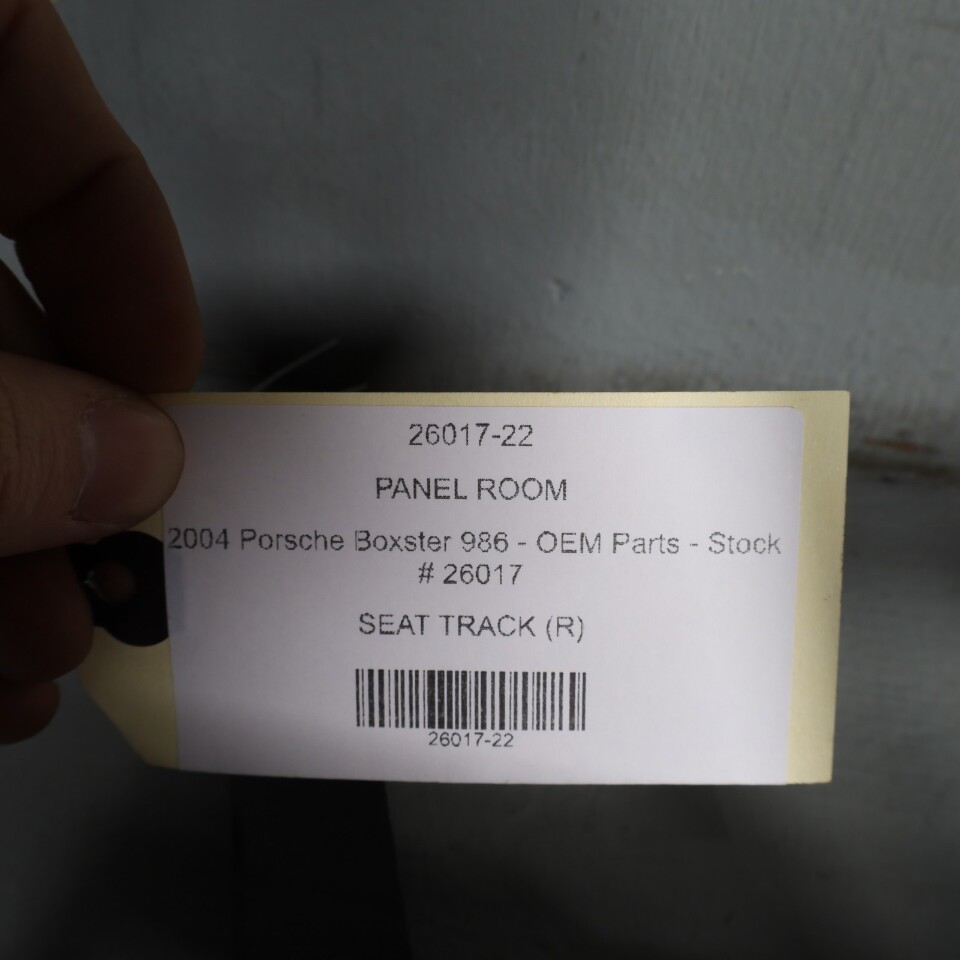 26017-22
PANEL ROOM
2004 Porsche Boxster 986 - OEM Parts - Stock
# 26017
SEAT TRACK (R)
26017-22